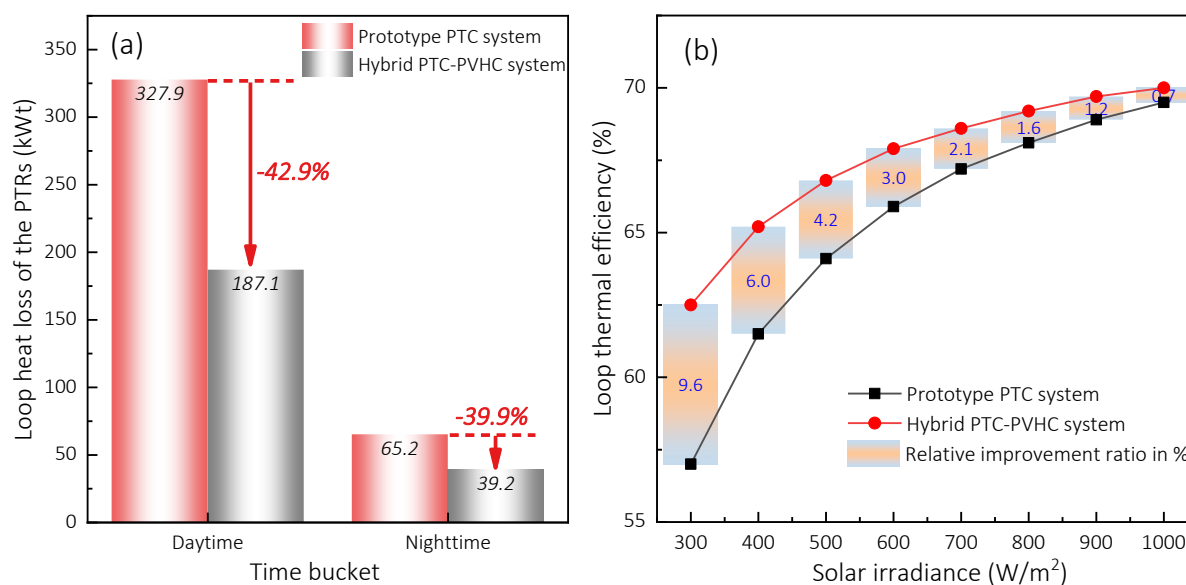 (a)
Prototype PTC system
Hybrid PTC-PVHC system
350
300
250
200
150
100
50
0
Loop heat loss of the PTRs (kWt)
327.9
-42.9%
187.1
-39.9%
65.2
39.2
Daytime
Nighttime
Time bucket
(b)
70
65
60
55
Loop thermal efficiency (%)
9.6
6.0
4.2
3.0
2.1
1.6
1.2
0.7
Prototype PTC system
Hybrid PTC-PVHC system
Relative improvement ratio in %
300 400 500 600 700 800 900 1000
Solar irradiance (W/m²)